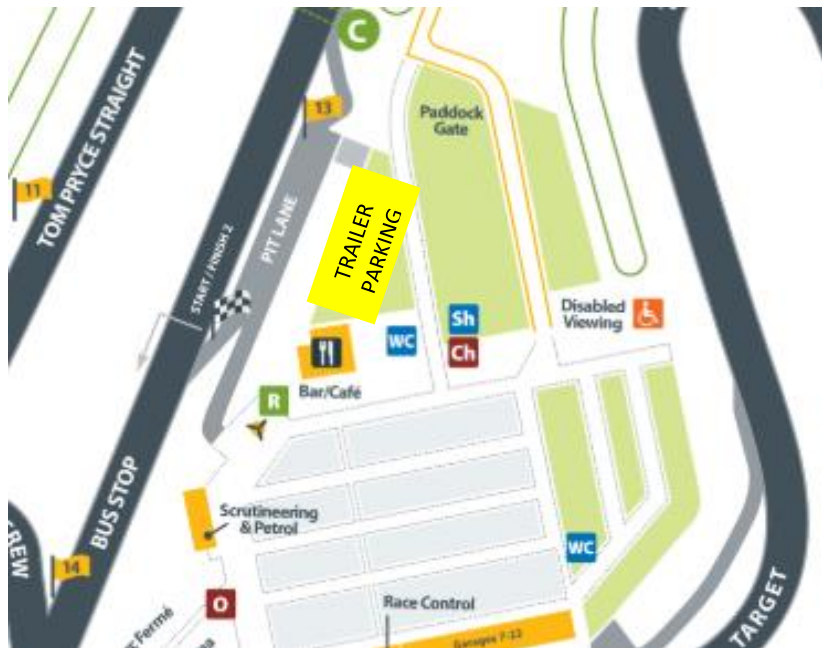 C
13
Paddock
Gate
11
TOM PRYCE STRAIGHT
TRAILER
PARKING
PIT LANE
START / FINISH 2
Disabled
Viewing
Sh
WC
Ch
Bar/Café
R
BUS STOP
Scrutineering
& Petrol
WC
14
O
Race Control
TARGET
Garages 7-22